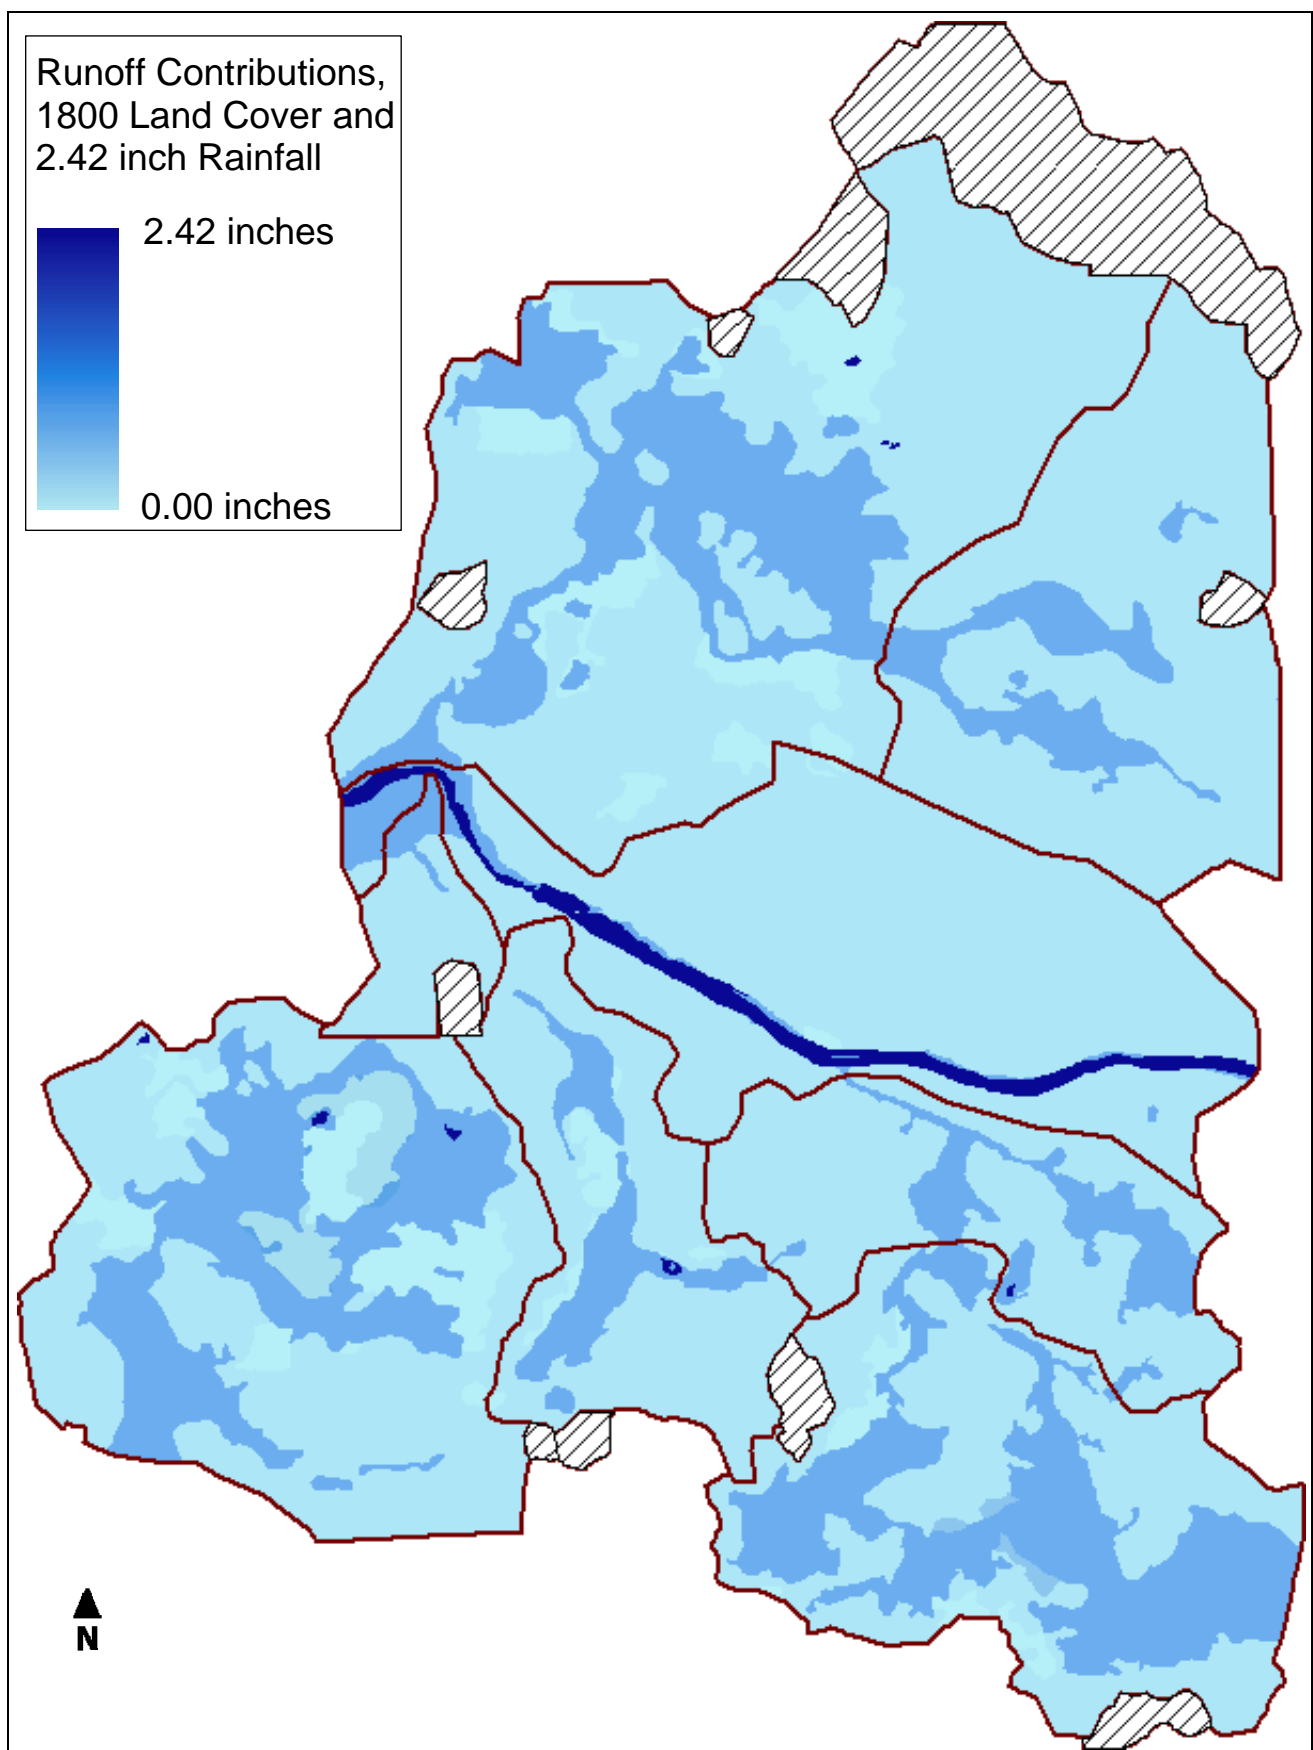 Runoff Contributions,
1800 Land Cover and
2.42 inch Rainfall
2.42 inches
0.00 inches
N